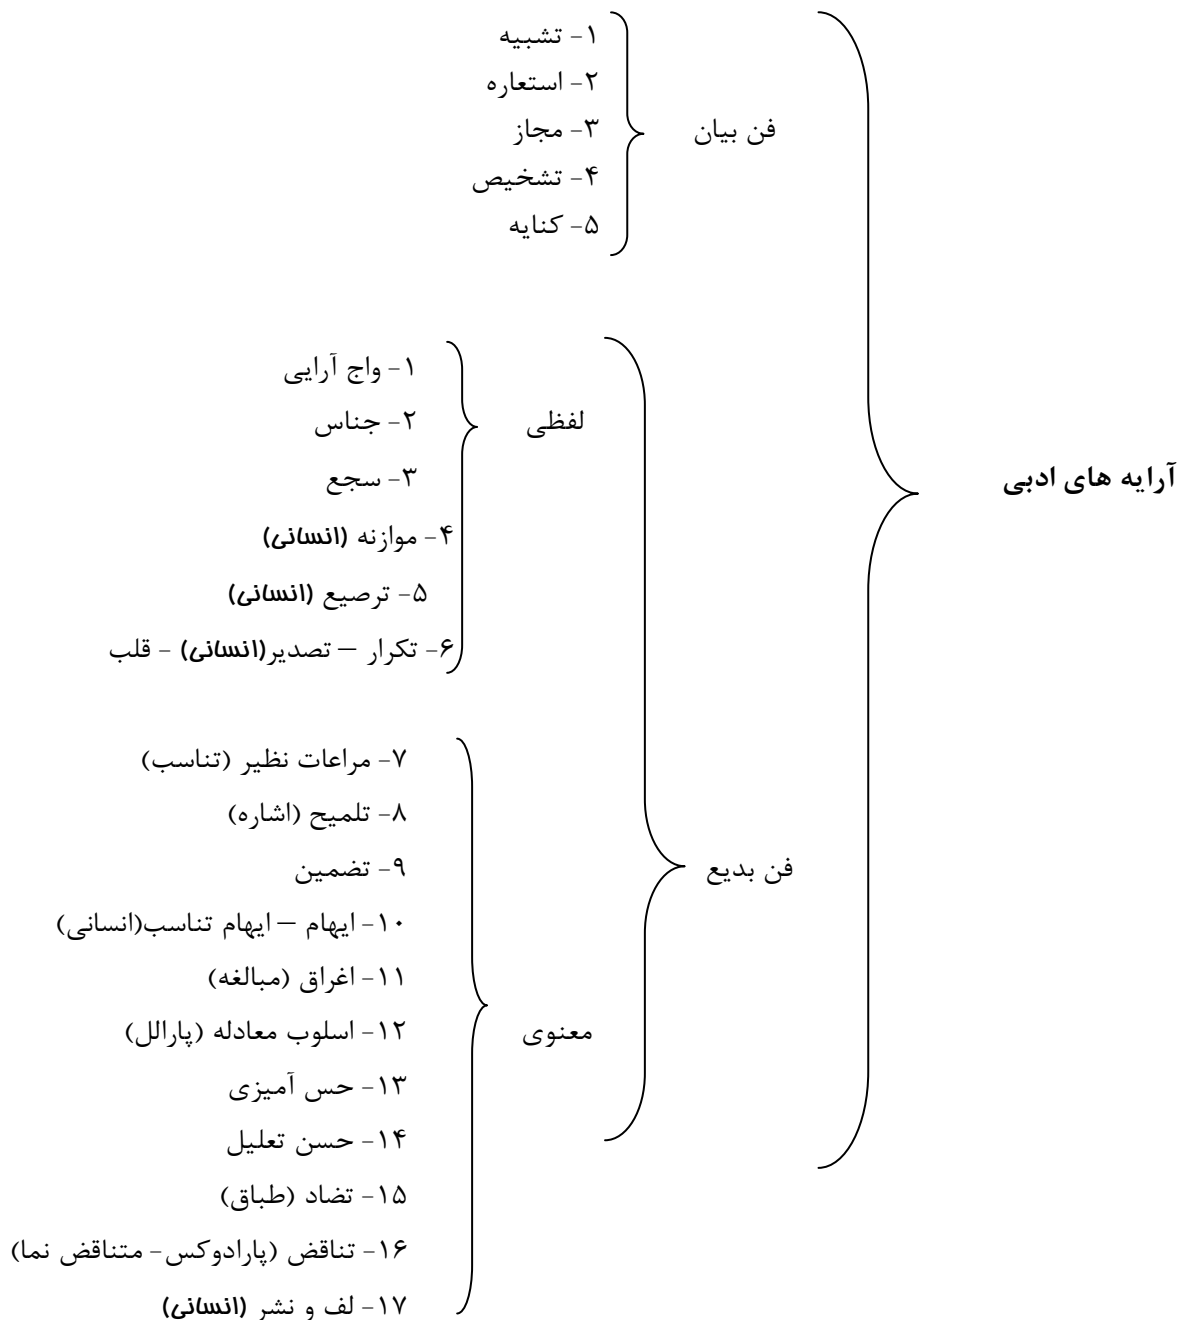 آرایه های ادبی
فن بیان
۱- تشبیه
۲- استعاره
۳- مجاز
۴- تشخیص
۵- کنایه
فن بدیع
لفظی
۱- واج آرایی
۲- جناس
۳- سجع
۴- موازنه (انسانی)
۵- ترصیع (انسانی)
۶- تکرار – تصدیر(انسانی) - قلب
معنوی
۷- مراعات نظیر (تناسب)
۸- تلمیح (اشاره)
۹- تضمین
۱۰- ایهام – ایهام تناسب(انسانی)
۱۱- اغراق (مبالغه)
۱۲- اسلوب معادله (پارالل)
۱۳- حس آمیزی
۱۴- حسن تعلیل
۱۵- تضاد (طباق)
۱۶- تناقض (پارادوکس- متناقض نما)
۱۷- لف و نشر (انسانی)